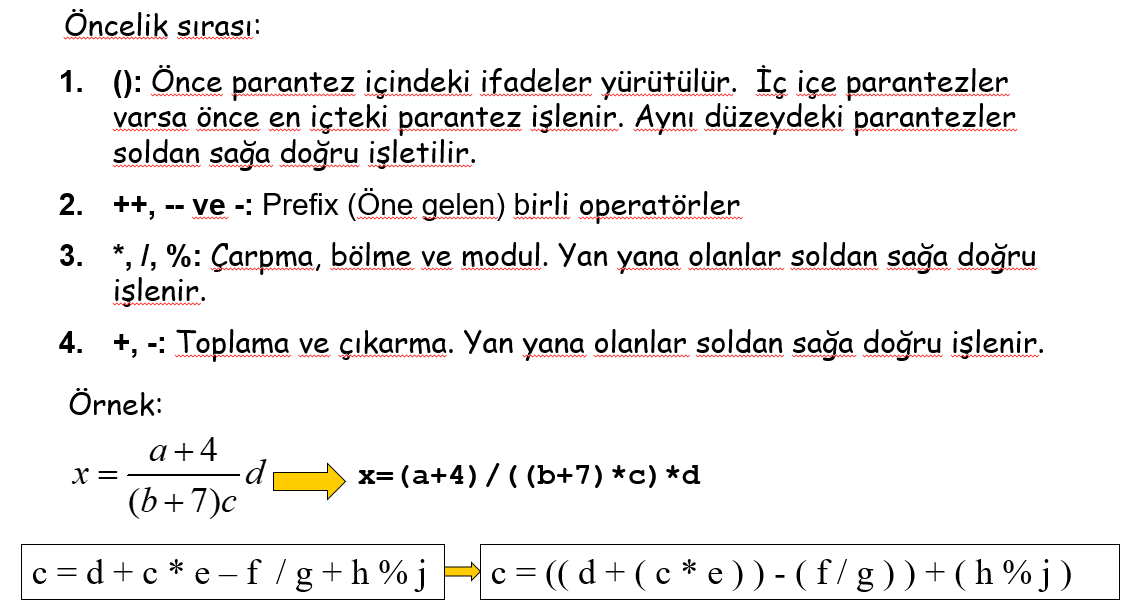 Öncelik sırası:
1. (): Önce parantez içindeki ifadeler yürütülür. İç içe parantezler
varsa önce en içteki parantez işlenir. Aynı düzeydeki parantezler
soldan sağa doğru işletilir.
2. ++, -- ve -: Prefix (Öne gelen) birli operatörler
3. *, /, %: Çarpma, bölme ve modul. Yan yana olanlar soldan sağa doğru
işlenir.
4. +, -: Toplama ve çıkarma. Yan yana olanlar soldan sağa doğru işlenir.
Örnek:
a + 4
x = d x=(a+4)/((b+7)*c)*d
(b + 7)c
c = d + c * e – f / g + h % j c = (( d + ( c * e ) ) - ( f / g ) ) + ( h % j )